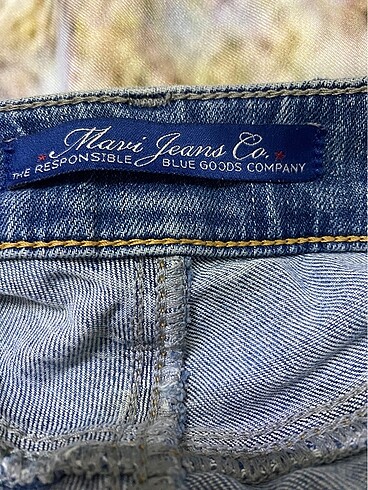 Mavi Jeans Co.
THE RESPONSIBLE BLUE GOODS COMPANY